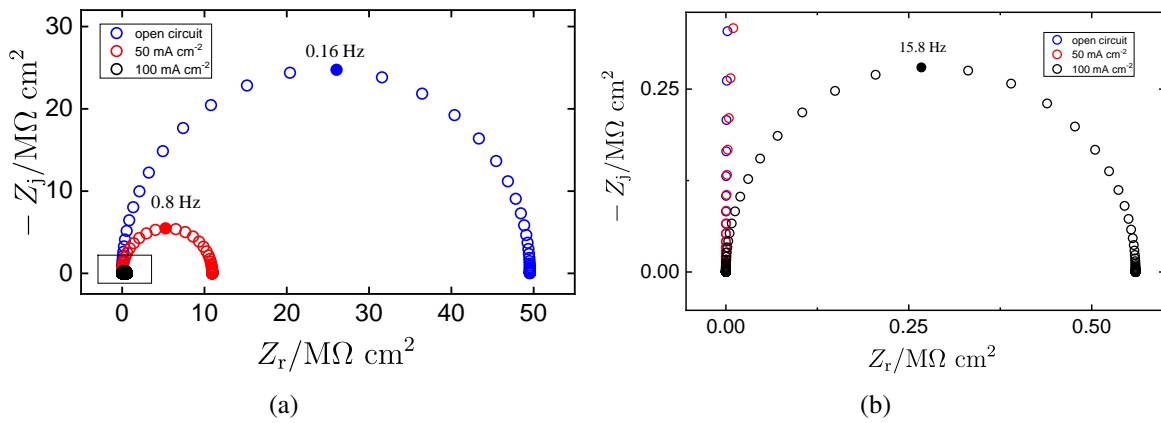 30
20
10
0
− Zj/MΩ cm²
open circuit
50 mA cm-2
100 mA cm-2
0.16 Hz
0.8 Hz
0
10
20
30
40
50
Zr/MΩ cm²
(a)
0.25
0.00
− Zj/MΩ cm²
15.8 Hz
open circuit
50 mA cm-2
100 mA cm-2
0.00
0.25
0.50
Zr/MΩ cm²
(b)